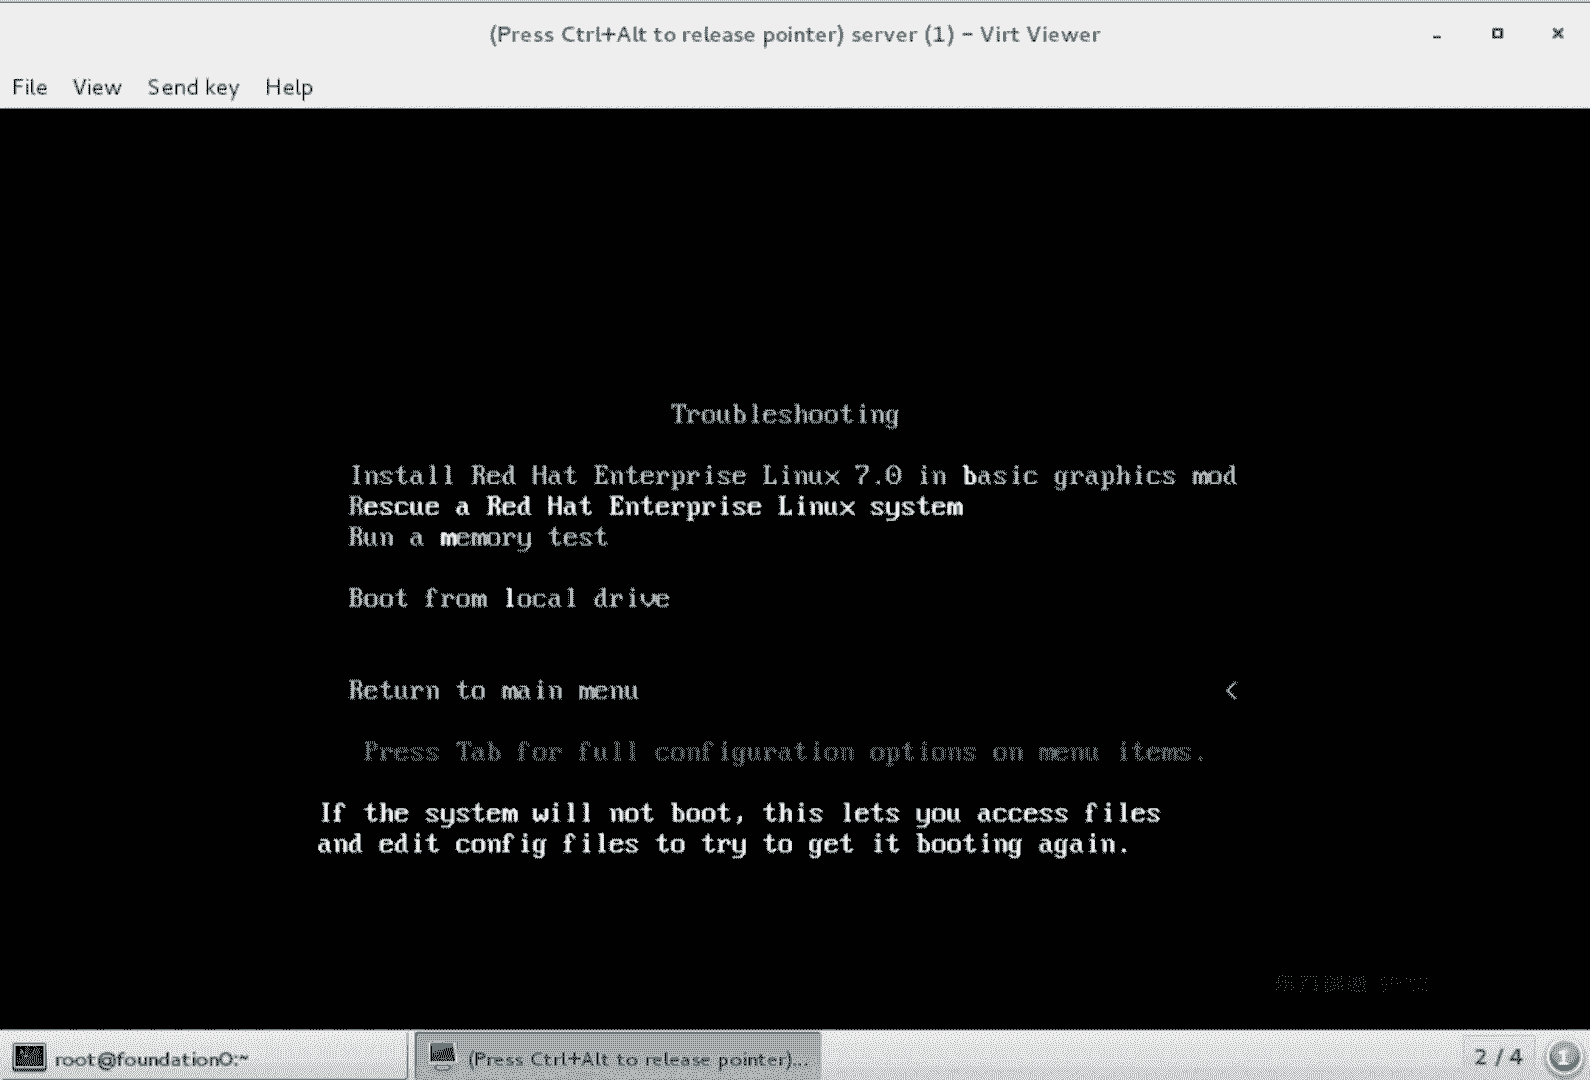 (Press Ctrl+Alt to release pointer) server (1) – Virt Viewer
File View Send key Help
Troubleshooting
Install Red Hat Enterprise Linux 7.0 in basic graphics mod
Rescue a Red Hat Enterprise Linux system
Run a memory test
Boot from local drive
Return to main menu <
Press Tab for full configuration options on menu items.
If the system will not boot, this lets you access files
and edit config files to try to get it booting again.
root@foundation0:~ (Press Ctrl+Alt to release pointer)... 2 / 4 1